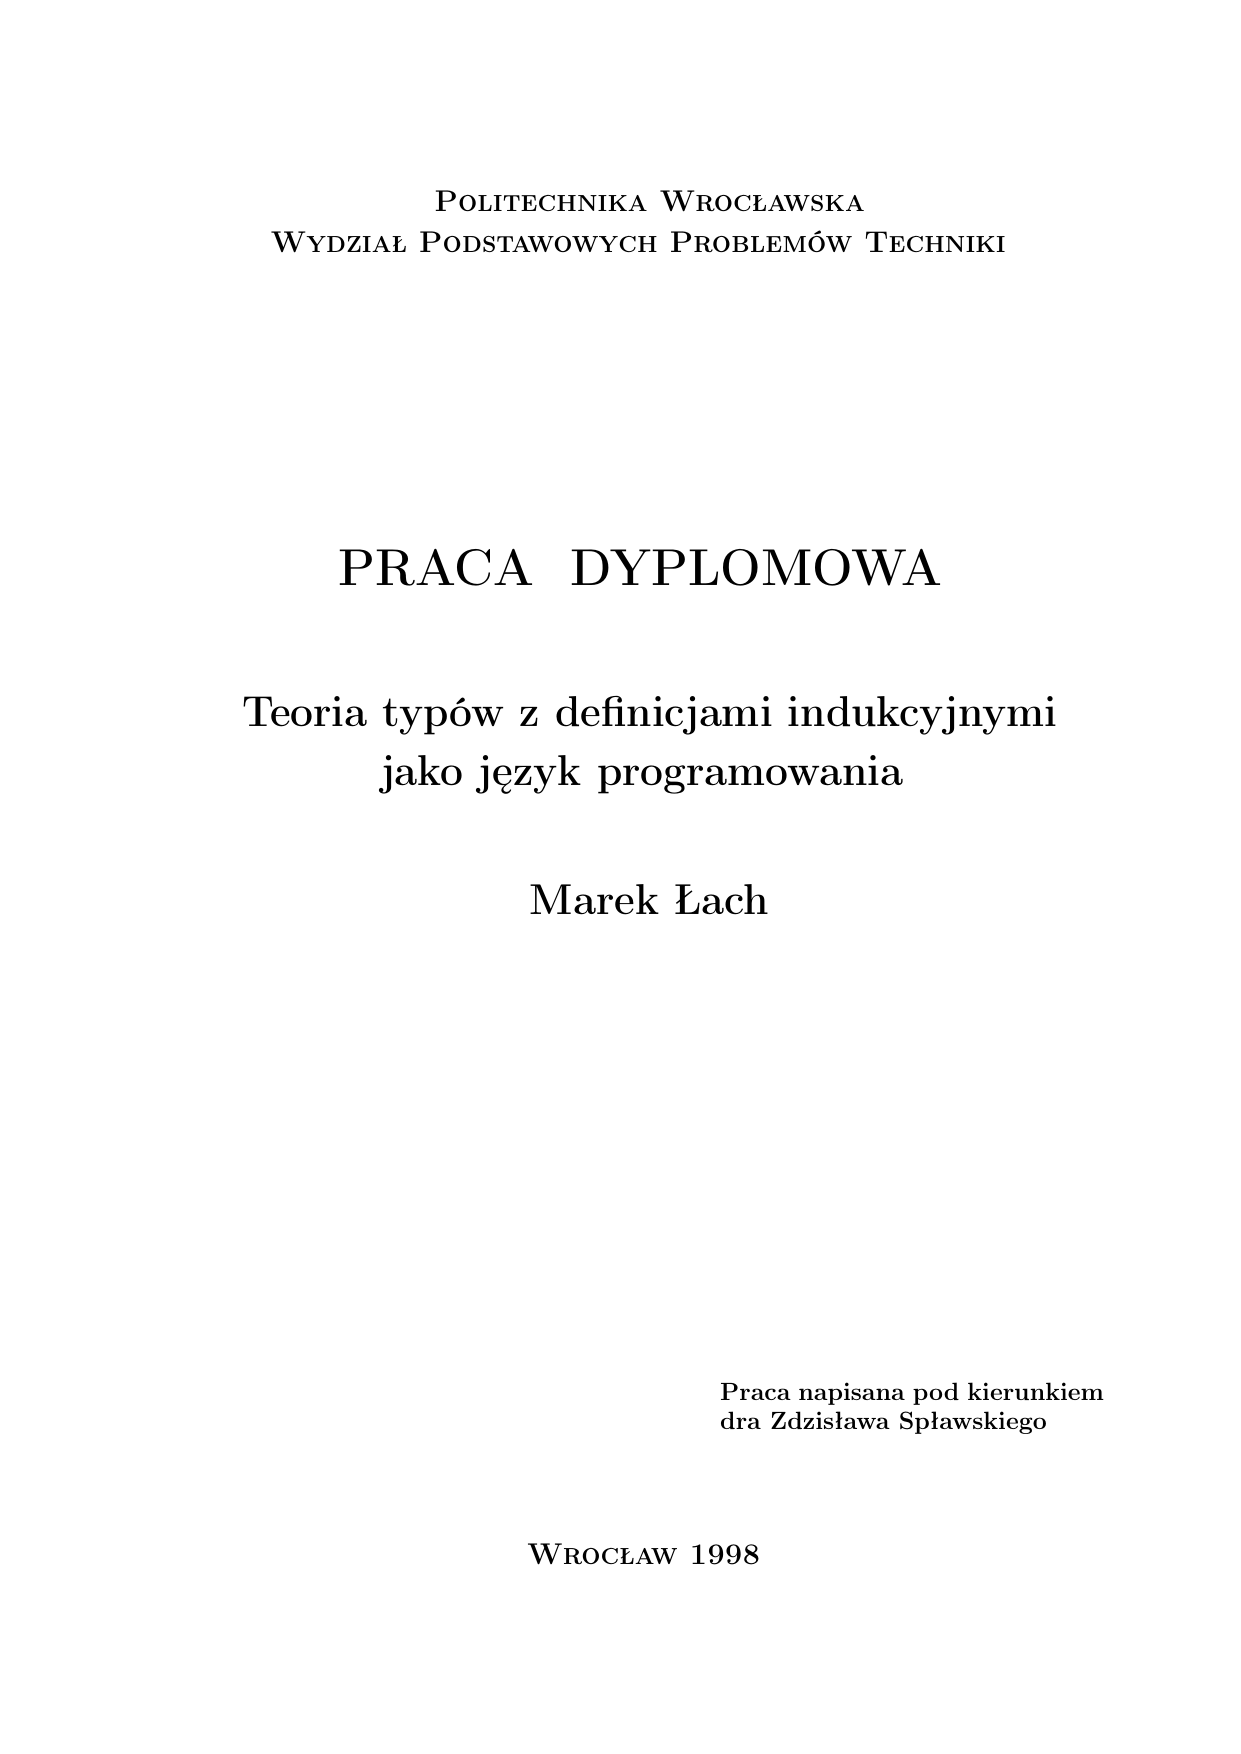 Politechnika Wrocławska
Wydział Podstawowych Problemów Techniki
PRACA DYPLOMOWA
Teoria typów z definicjami indukcyjnymi
jako język programowania
Marek Łach
Praca napisana pod kierunkiem
dra Zdzisława Spławskiego
Wrocław 1998